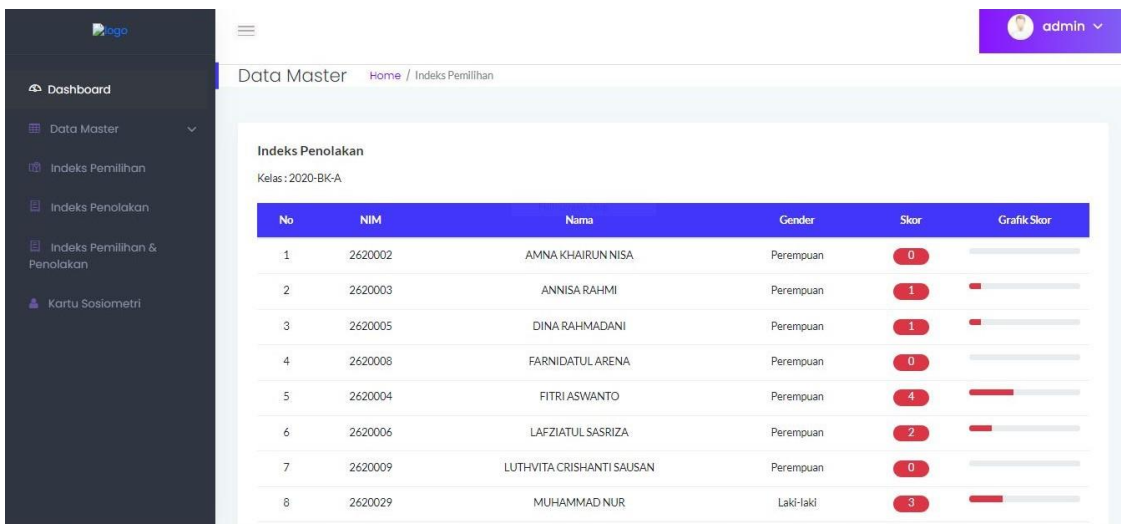 logo
admin
Dashboard
Data Master
Indeks Pemilihan
Indeks Penolakan
Indeks Pemilihan &
Penolakan
Kartu Sosiometri
Data Master Home / Indeks Pemilihan
Indeks Penolakan
Kelas : 2020-BK-A
No NIM Nama Gender Skor Grafik Skor
1 2620002 AMNA KHAIRUN NISA Perempuan 0
2 2620003 ANNISA RAHMI Perempuan 1
3 2620005 DINA RAHMADANI Perempuan 1
4 2620008 FARNIDATUL ARENA Perempuan 0
5 2620004 FITRI ASWANTO Perempuan 4
6 2620006 LAFZIATUL SASRIZA Perempuan 2
7 2620009 LUTHVITA CRISHANTI SAUSAN Perempuan 0
8 2620029 MUHAMMAD NUR Laki-laki 3